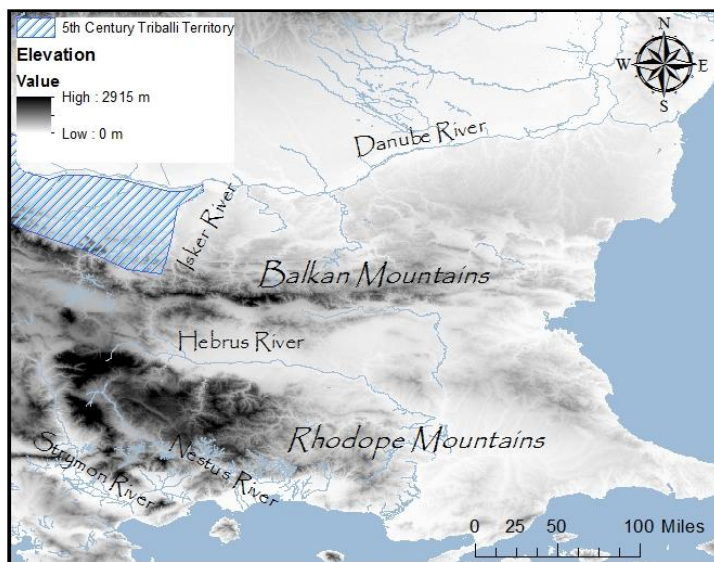 5th Century Triballi Territory
Elevation
Value
High : 2915 m
Low : 0 m
N
W E
S
Danube River
Isker River
Balkan Mountains
Hebrus River
Rhodope Mountains
Strymon River
Nestus River
0 25 50 100 Miles